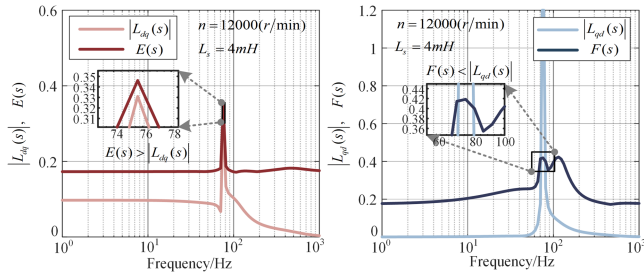 |L_dq(s)|
E(s)
n=12000(r/min)
L_s=4mH
0.35
0.34
0.33
0.32
0.31
74 76 78
E(s)>|L_dq(s)|
0.6
0.4
0.2
0
10^0 10^1 10^2 10^3
Frequency/Hz
|L_dq(s)|, E(s)
n=12000(r/min)
L_s=4mH
|L_qd(s)|
F(s)
F(s)<|L_qd(s)|
0.44
0.42
0.40
0.38
0.36
60 80 100
1.2
1.0
0.8
0.6
0.4
0.2
0
10^0 10^1 10^2 10^3
Frequency/Hz
|L_qd(s)|, F(s)